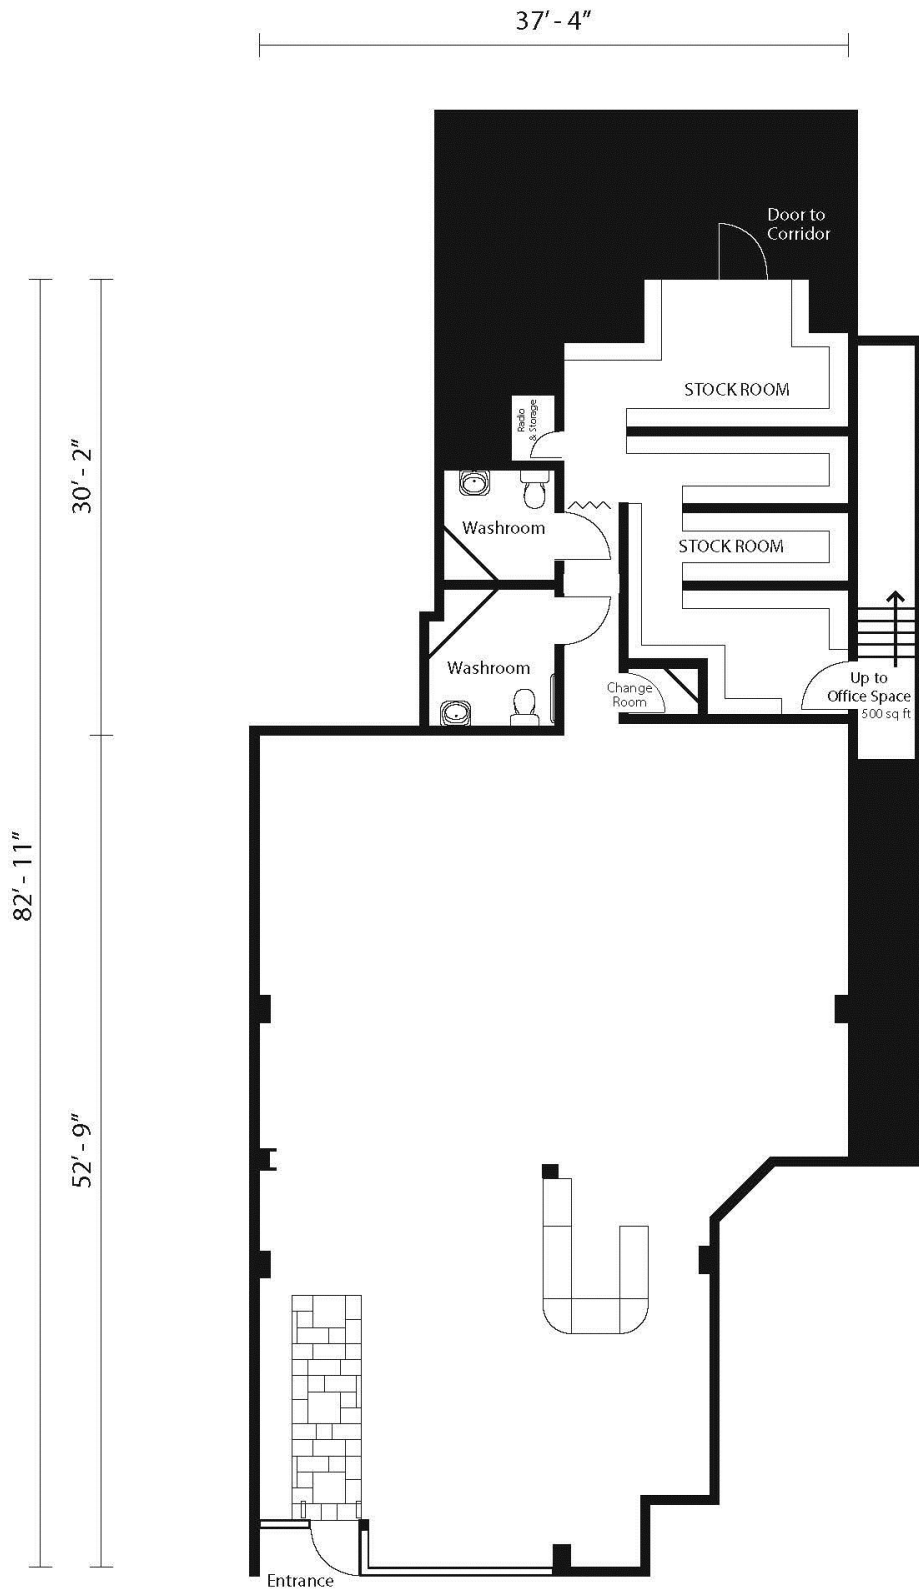 37' - 4"
Door to
Corridor
STOCK ROOM
Radio
& Storage
30' - 2"
Washroom
STOCK ROOM
Washroom
Change
Room
Up to
Office Space
500 sq ft
82' - 11"
52' - 9"
Entrance